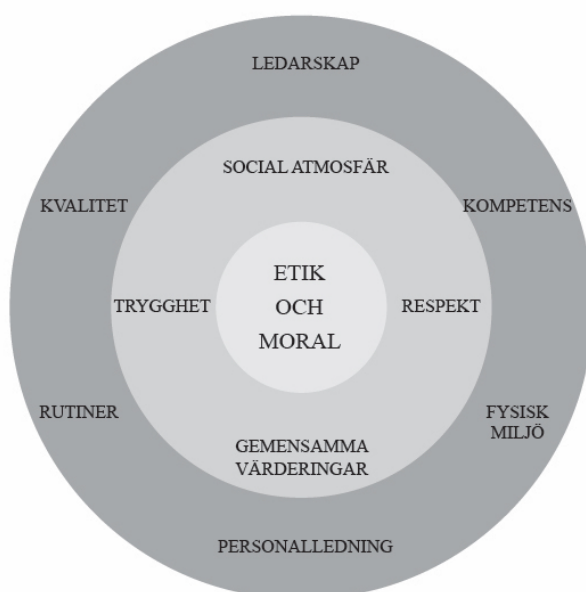 LEDARSKAP
SOCIAL ATMOSFÄR
KVALITET
KOMPETENS
ETIK
OCH
MORAL
TRYGGHET
RESPEKT
RUTINER
FYSISK
MILJÖ
GEMENSAMMA
VÄRDERINGAR
PERSONALLEDNING